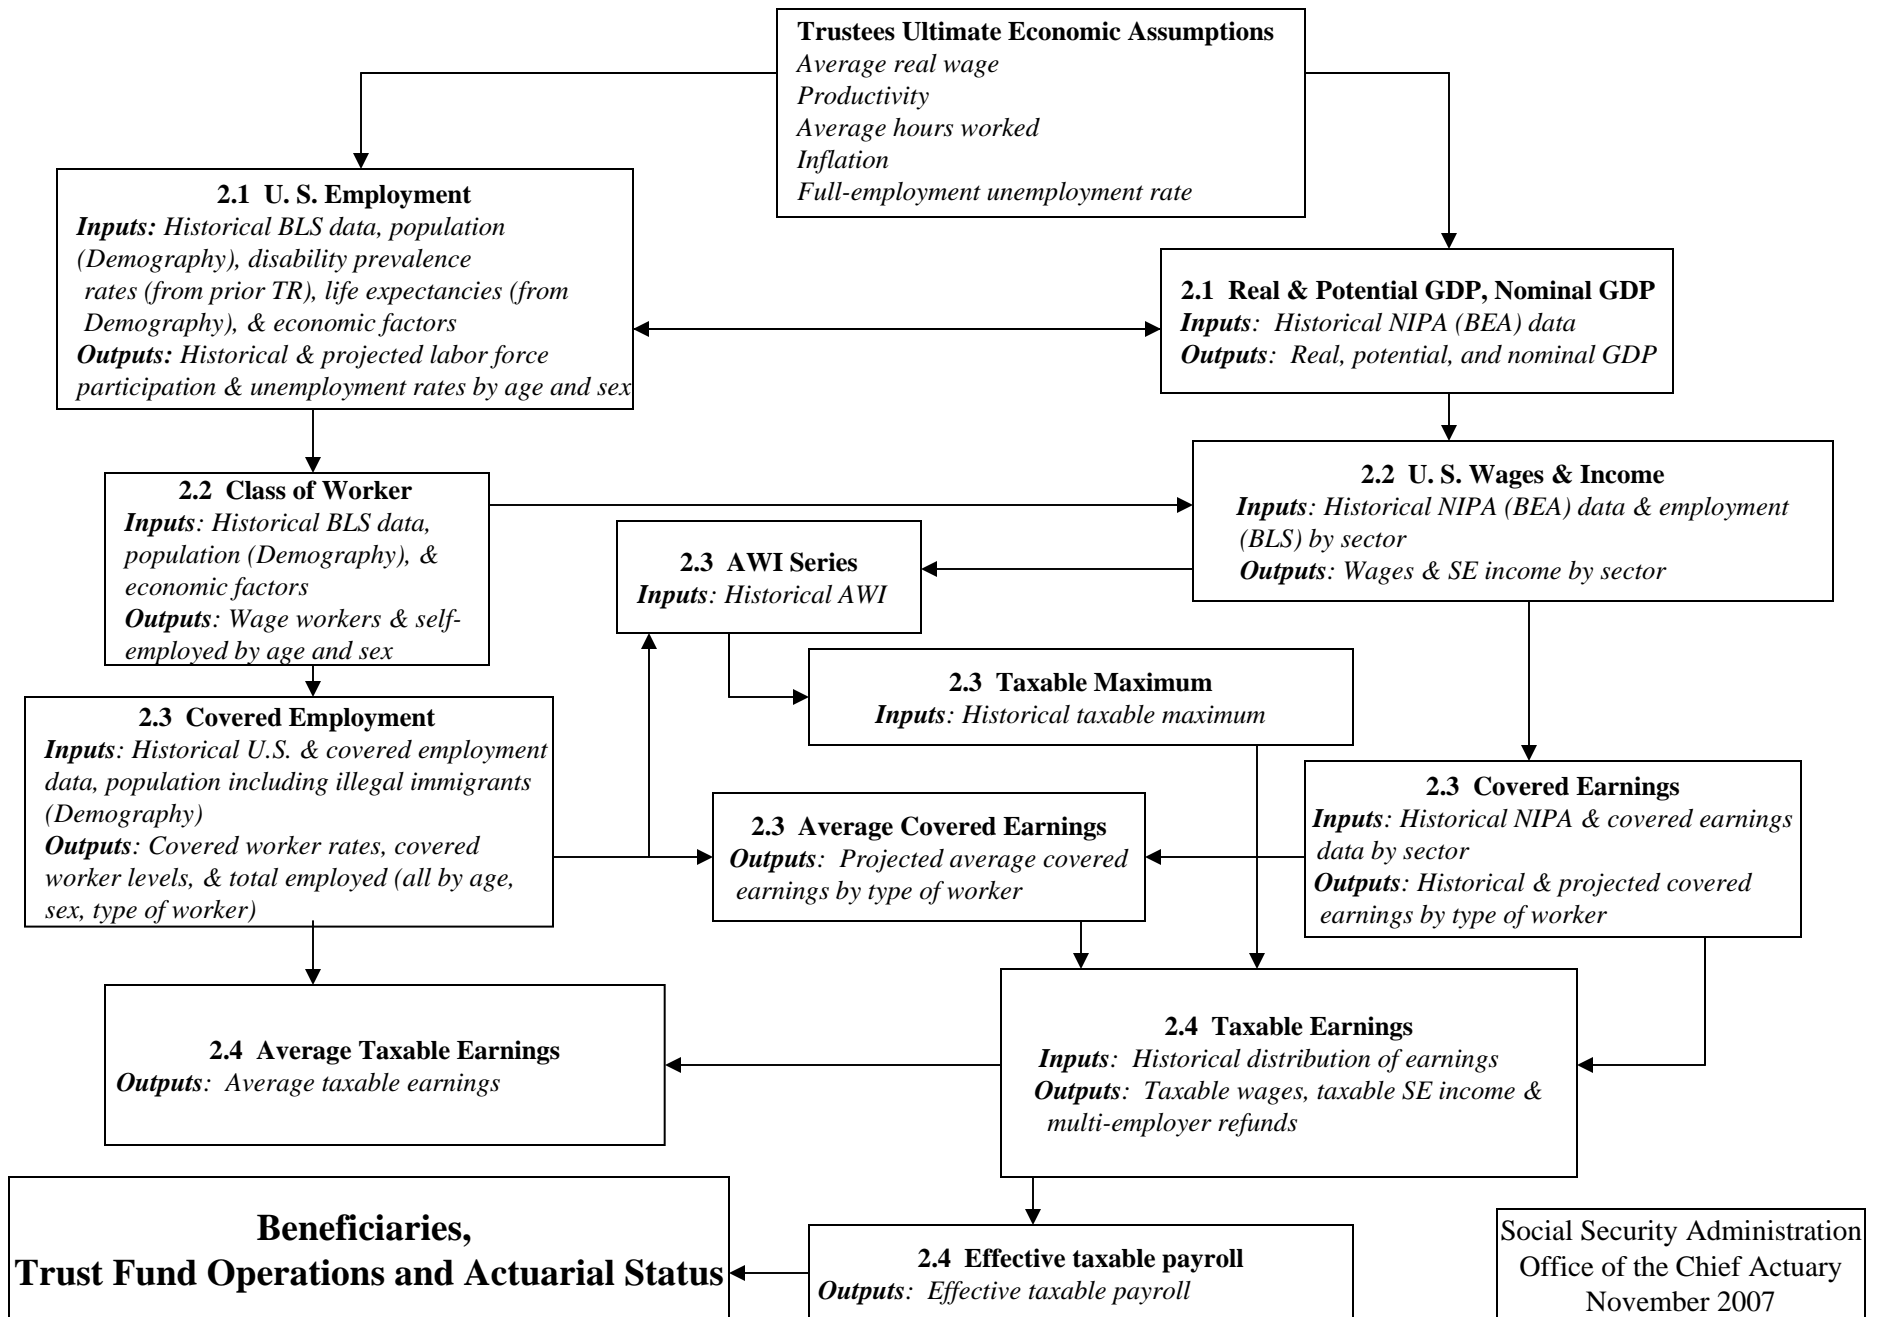 Trustees Ultimate Economic Assumptions
Average real wage
Productivity
Average hours worked
Inflation
Full-employment unemployment rate
2.1 U. S. Employment
Inputs: Historical BLS data, population
(Demography), disability prevalence
rates (from prior TR), life expectancies (from
Demography), & economic factors
Outputs: Historical & projected labor force
participation & unemployment rates by age and sex
2.1 Real & Potential GDP, Nominal GDP
Inputs: Historical NIPA (BEA) data
Outputs: Real, potential, and nominal GDP
2.2 Class of Worker
Inputs: Historical BLS data,
population (Demography), &
economic factors
Outputs: Wage workers & self-
employed by age and sex
2.2 U. S. Wages & Income
Inputs: Historical NIPA (BEA) data & employment
(BLS) by sector
Outputs: Wages & SE income by sector
2.3 AWI Series
Inputs: Historical AWI
2.3 Taxable Maximum
Inputs: Historical taxable maximum
2.3 Covered Employment
Inputs: Historical U.S. & covered employment
data, population including illegal immigrants
(Demography)
Outputs: Covered worker rates, covered
worker levels, & total employed (all by age,
sex, type of worker)
2.3 Average Covered Earnings
Outputs: Projected average covered
earnings by type of worker
2.3 Covered Earnings
Inputs: Historical NIPA & covered earnings
data by sector
Outputs: Historical & projected covered
earnings by type of worker
2.4 Average Taxable Earnings
Outputs: Average taxable earnings
2.4 Taxable Earnings
Inputs: Historical distribution of earnings
Outputs: Taxable wages, taxable SE income &
multi-employer refunds
Beneficiaries,
Trust Fund Operations and Actuarial Status
2.4 Effective taxable payroll
Outputs: Effective taxable payroll
Social Security Administration
Office of the Chief Actuary
November 2007